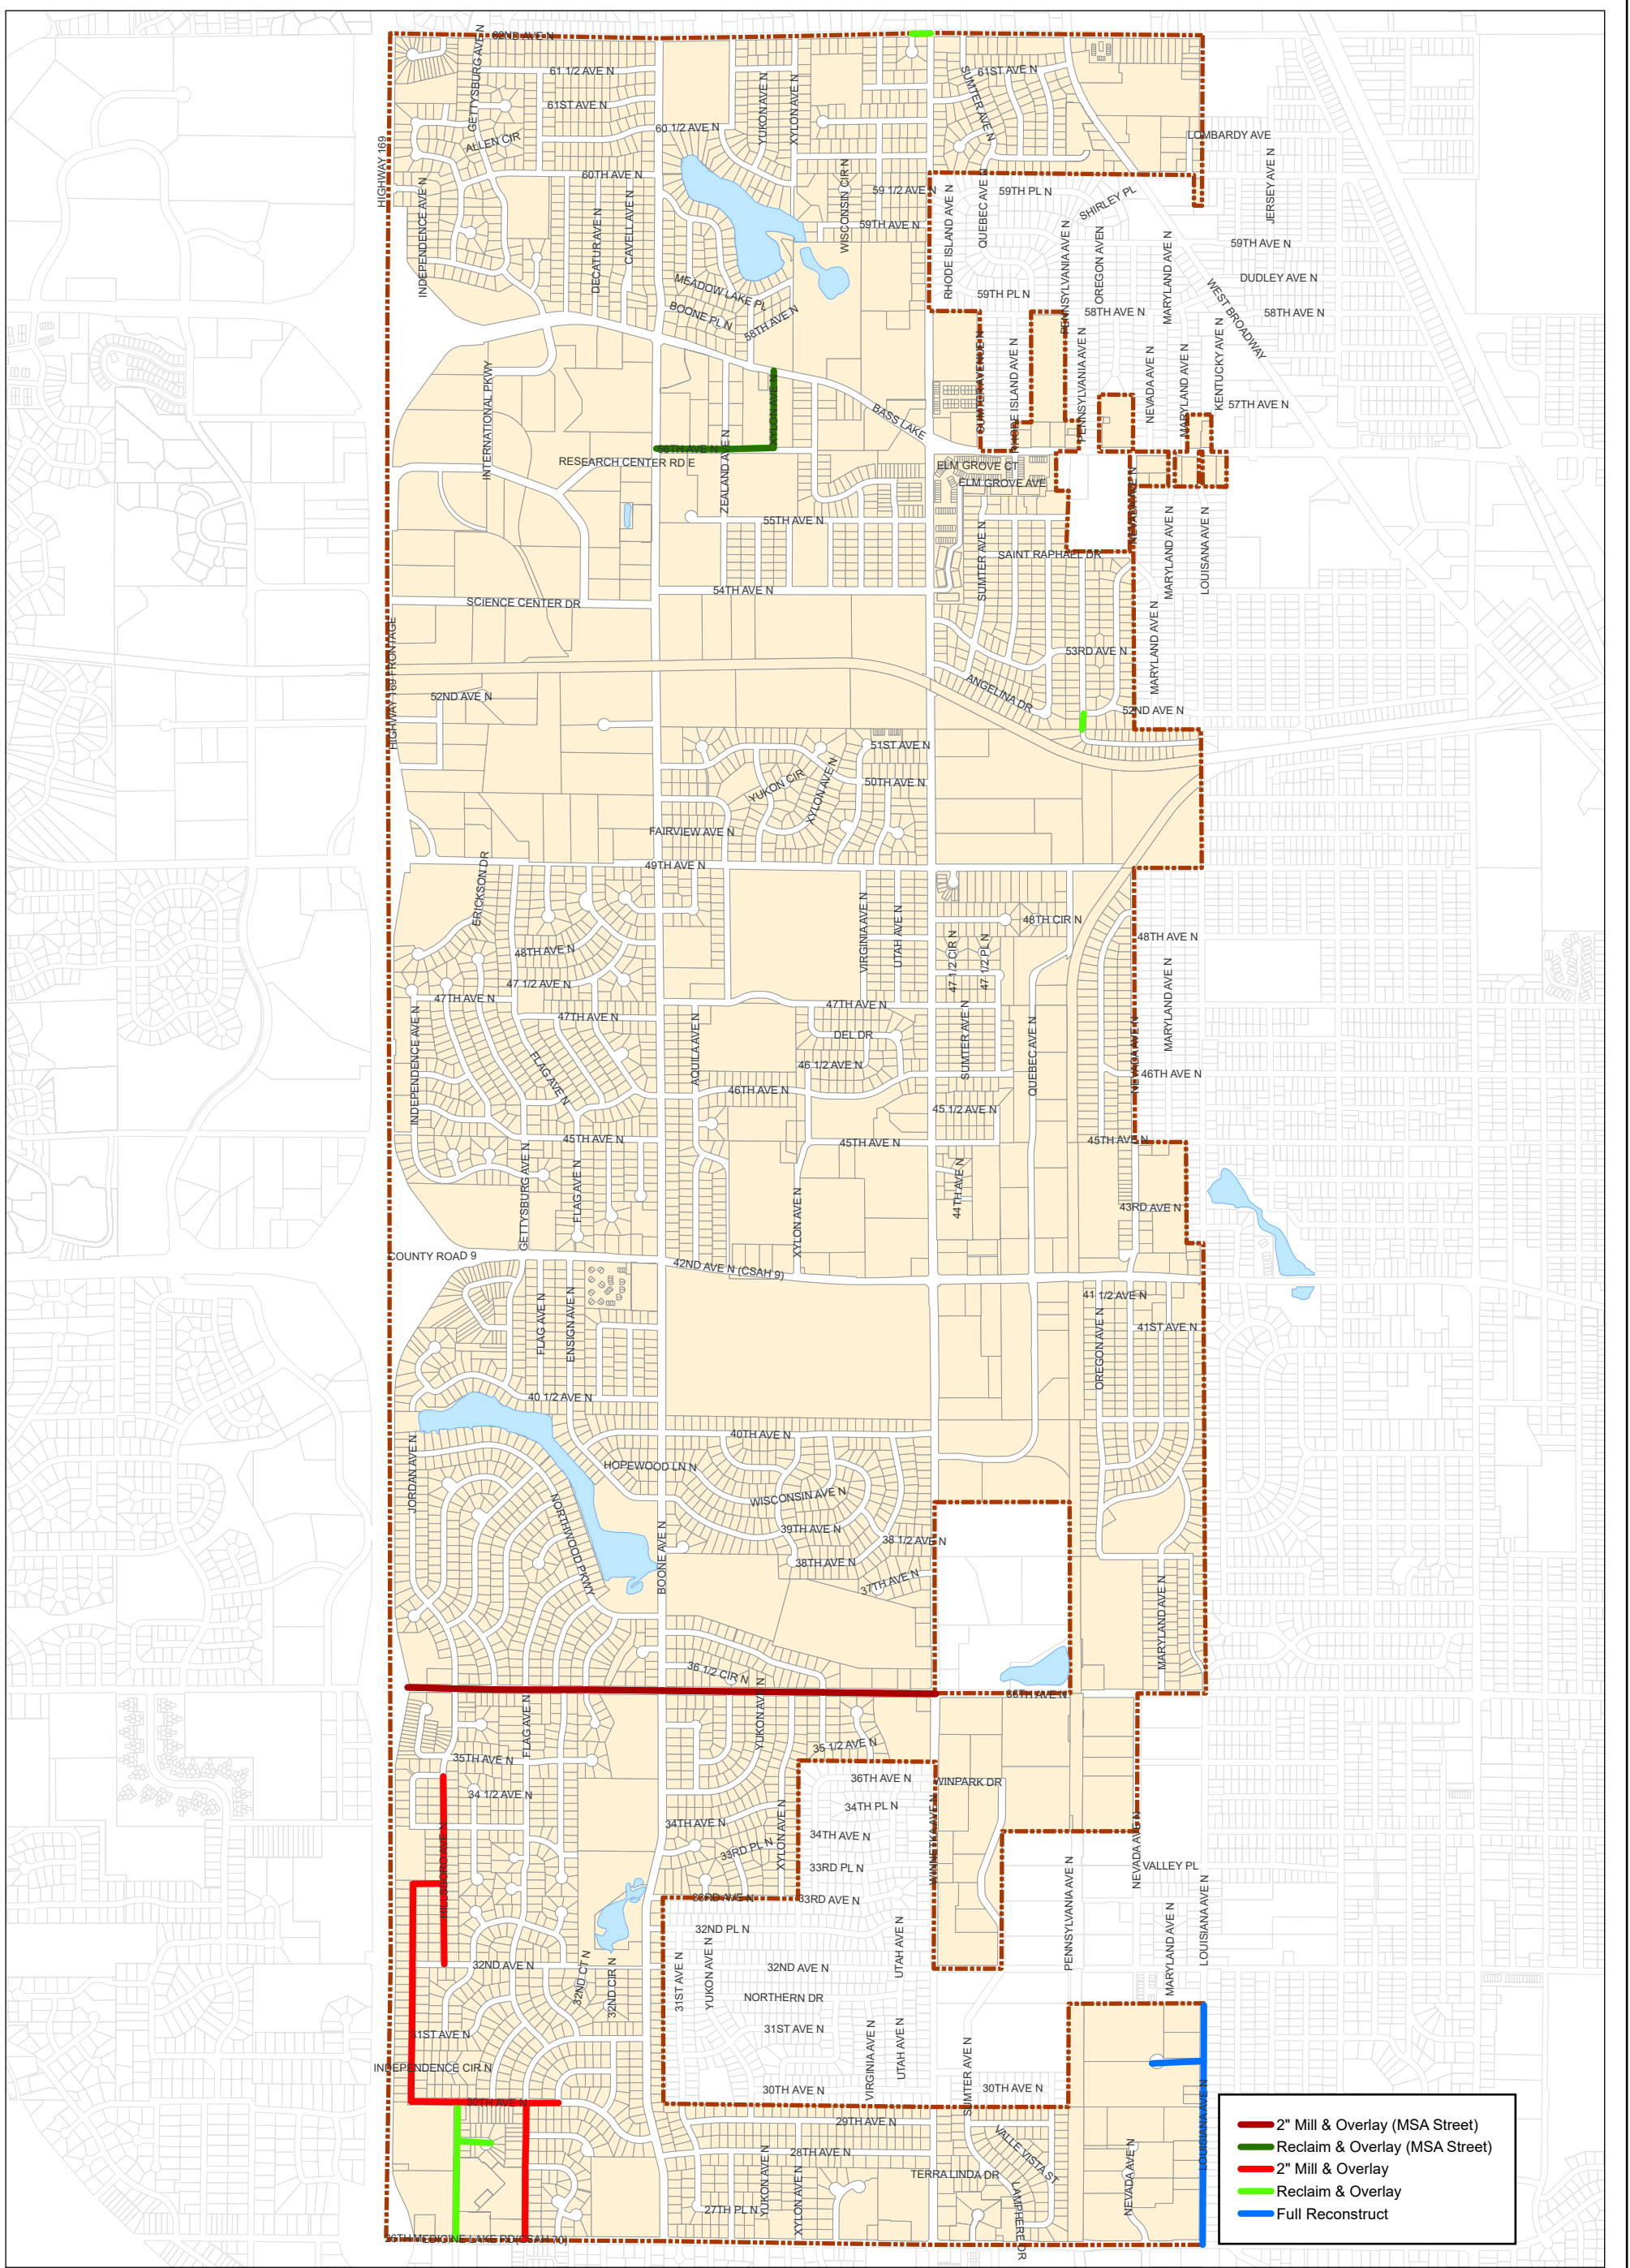 62ND AVE N
GETTYSBURG AVE N
61 1/2 AVE N
61ST AVE N
ALLEN CIR
60 1/2 AVE N
YUKON AVE N
XYLON AVE N
SUMTER AVE N
61ST AVE N
LOMBARDY AVE
HIGHWAY 169
INDEPENDENCE AVE N
60TH AVE N
DECATUR AVE N
CAVELL AVE N
WISCONSIN CIR N
59 1/2 AVE N
59TH AVE N
RHODE ISLAND AVE N
QUEBEC AVE N
59TH PL N
SHIRLEY PL
JERSEY AVE N
PENNSYLVANIA AVE N
OREGON AVEN
MARYLAND AVE N
59TH AVE N
DUDLEY AVE N
MEADOW LAKE PL
BOONE PL N
58TH AVE N
59TH PL N
58TH AVE N
WEST BROADWAY
58TH AVE N
INTERNATIONAL PKWY
XYLON AVE N
SUMTER AVENUE N
RHODE ISLAND AVE N
PENNSYLVANIA AVE N
NEVADA AVE N
MARYLAND AVE N
KENTUCKY AVE N
57TH AVE N
BASS LAKE
56TH AVE N
RESEARCH CENTER RD E
ZEALAND AVE N
ELM GROVE CT
ELM GROVE AVE
55TH AVE N
SUMTER AVE N
SAINT RAPHAEL DR
NEVADA AVE N
MARYLAND AVE N
LOUISIANA AVE N
SCIENCE CENTER DR
54TH AVE N
HIGHWAY 169 FRONTAGE
53RD AVE N
MARYLAND AVE N
52ND AVE N
ANGELINA DR
52ND AVE N
51ST AVE N
YUKON CIR
XYLON AVE N
50TH AVE N
FAIRVIEW AVE N
49TH AVE N
ERICKSON DR
48TH AVE N
VIRGINIA AVE N
UTAH AVE N
48TH CIR N
47 1/2 CIR N
47 1/2 PL N
48TH AVE N
MARYLAND AVE N
47 1/2 AVE N
47TH AVE N
47TH AVE N
47TH AVE N
INDEPENDENCE AVE N
FLAG AVE N
AQUILA AVE N
DEL DR
46 1/2 AVE N
SUMTER AVE N
QUEBEC AVE N
NEVADA AVE N
46TH AVE N
46TH AVE N
45 1/2 AVE N
45TH AVE N
45TH AVE N
45TH AVE N
GETTYSBURG AVE N
FLAG AVE N
XYLON AVE N
44TH AVE N
43RD AVE N
COUNTY ROAD 9
42ND AVE N (CSAH 9)
41 1/2 AVE N
FLAG AVE N
ENSIGN AVE N
OREGON AVE N
41ST AVE N
40 1/2 AVE N
40TH AVE N
JORDAN AVE N
HOPEWOOD LN N
WISCONSIN AVE N
NORTHWOOD PKWY
39TH AVE N
38 1/2 AVE N
BOONE AVE N
38TH AVE N
37TH AVE N
MARYLAND AVE N
36 1/2 CIR N
36TH AVE N
FLAG AVE N
YUKON AVE N
35TH AVE N
35 1/2 AVE N
34 1/2 AVE N
36TH AVE N
WINPARK DR
34TH PL N
34TH AVE N
XYLON AVE N
34TH AVE N
WINNETKA AVE N
HILLSBORO AVE N
33RD PL N
33RD PL N
NEVADA AVE N
VALLEY PL
33RD AVE N
33RD AVE N
PENNSYLVANIA AVE N
MARYLAND AVE N
LOUISIANA AVE N
32ND PL N
UTAH AVE N
32ND AVE N
32ND CT N
32ND CIR N
31ST AVE N
YUKON AVE N
32ND AVE N
NORTHERN DR
31ST AVE N
31ST AVE N
VIRGINIA AVE N
UTAH AVE N
SUMTER AVE N
INDEPENDENCE CIR N
30TH AVE N
30TH AVE N
30TH AVE N
29TH AVE N
28TH AVE N
VALLE VISTA ST
TERRA LINDA DR
LAMPHERE DR
NEVADA AVE N
LOUISIANA AVE N
YUKON AVE N
XYLON AVE N
27TH PL N
26TH MEDICINE LAKE RD(CSAH 70)
2" Mill & Overlay (MSA Street)
Reclaim & Overlay (MSA Street)
2" Mill & Overlay
Reclaim & Overlay
Full Reconstruct